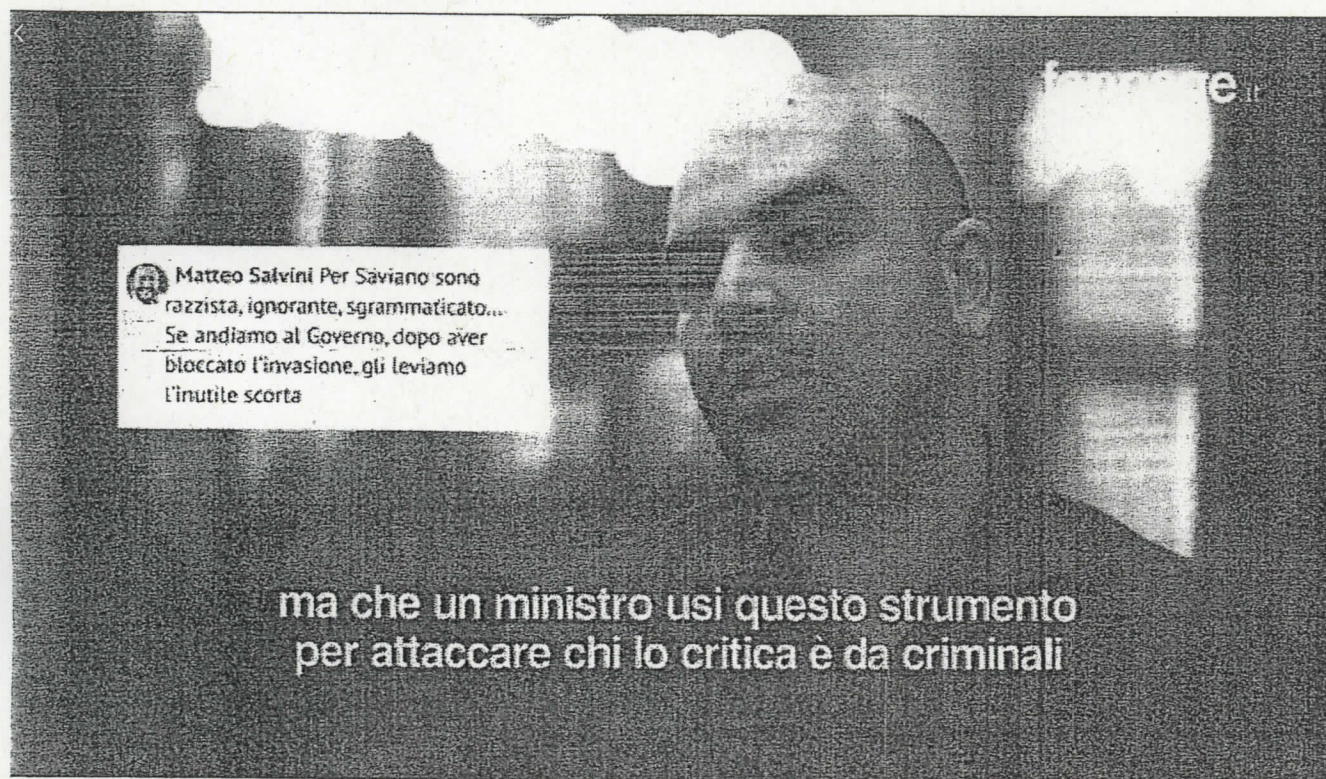 Matteo Salvini Per Saviano sono
razzista, ignorante, sgrammaticato...
Se andiamo al Governo, dopo aver
bloccato l'invasione, gli leviamo
l'inutile scorta
ma che un ministro usi questo strumento
per attaccare chi lo critica è da criminali